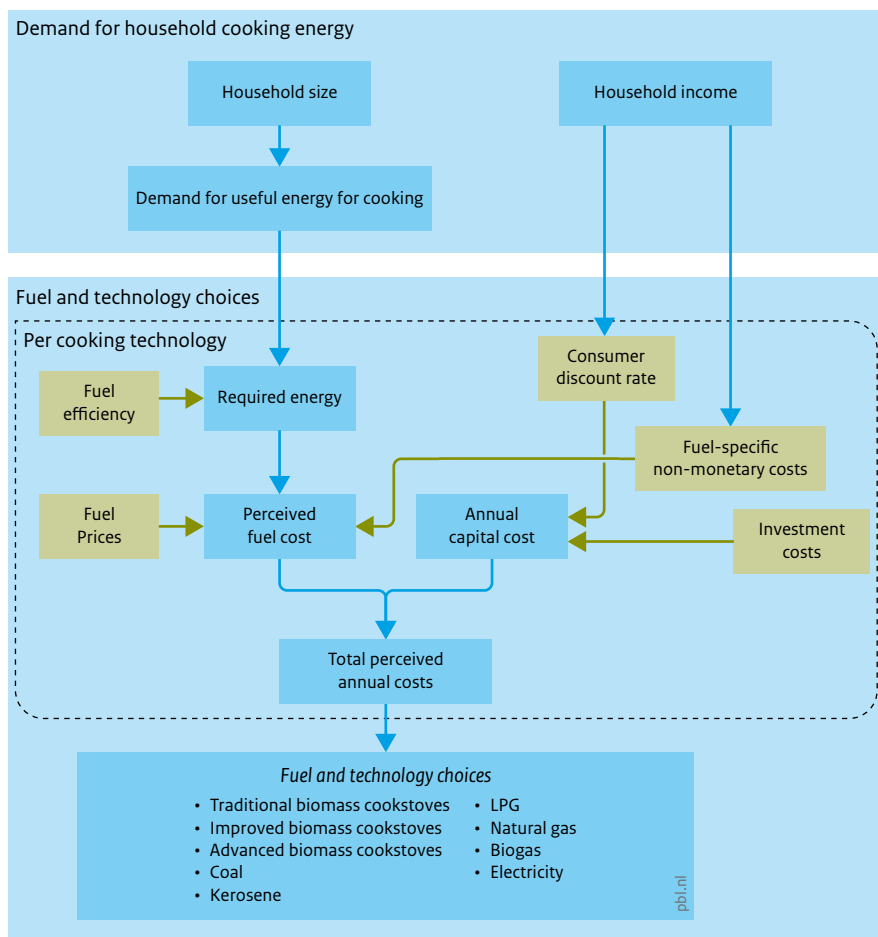 Demand for household cooking energy
Household size
Household income
Demand for useful energy for cooking
Fuel and technology choices
Per cooking technology
Consumer
discount rate
Fuel
efficiency
Required energy
Fuel-specific
non-monetary costs
Fuel
Prices
Perceived
fuel cost
Annual
capital cost
Investment
costs
Total perceived
annual costs
Fuel and technology choices
• Traditional biomass cookstoves
• Improved biomass cookstoves
• Advanced biomass cookstoves
• Coal
• Kerosene
• LPG
• Natural gas
• Biogas
• Electricity
pbl.nl